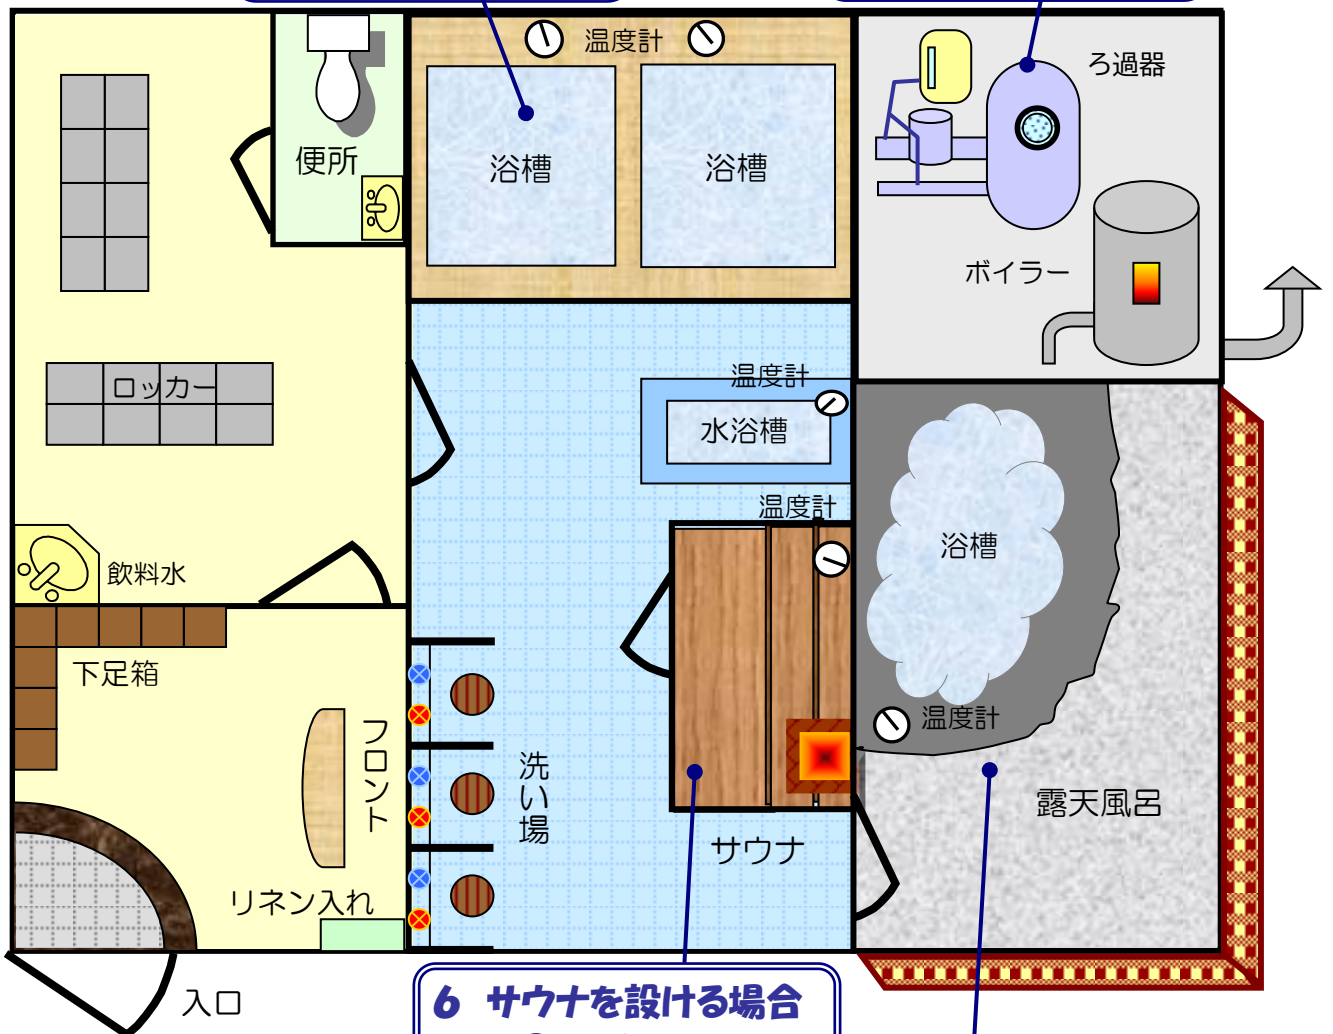 温度計
ろ過器
便所
浴槽
浴槽
ボイラー
温度計
ロッカー
水浴槽
温度計
浴槽
飲料水
下足箱
温度計
フロント
洗い場
露天風呂
サウナ
リネン入れ
入口
6 サウナを設ける場合